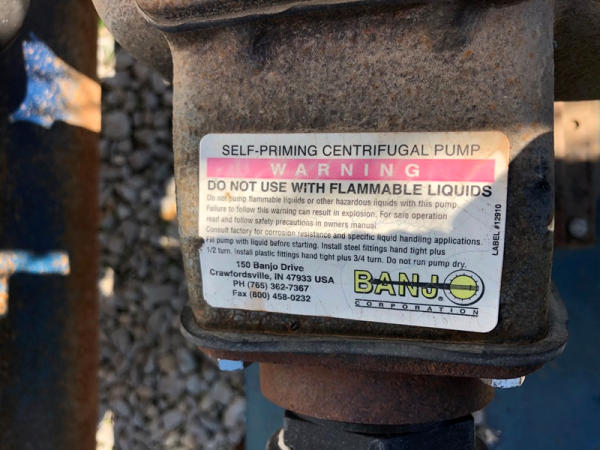 SELF-PRIMING CENTRIFUGAL PUMP
WARNING
DO NOT USE WITH FLAMMABLE LIQUIDS
Do not pump flammable liquids or other hazardous liquids with this pump.
Failure to follow this warning can result in explosion. For safe operation
read and follow safety precautions in owners manual.
Consult factory for corrosion resistance and specific liquid handling applications.
Fill pump with liquid before starting. Install steel fittings hand tight plus
1/2 turn. Install plastic fittings hand tight plus 3/4 turn. Do not run pump dry.
150 Banjo Drive
Crawfordsville, IN 47933 USA
PH (765) 362-7367
Fax (800) 458-0232
BANJO®
CORPORATION
LABEL #12910